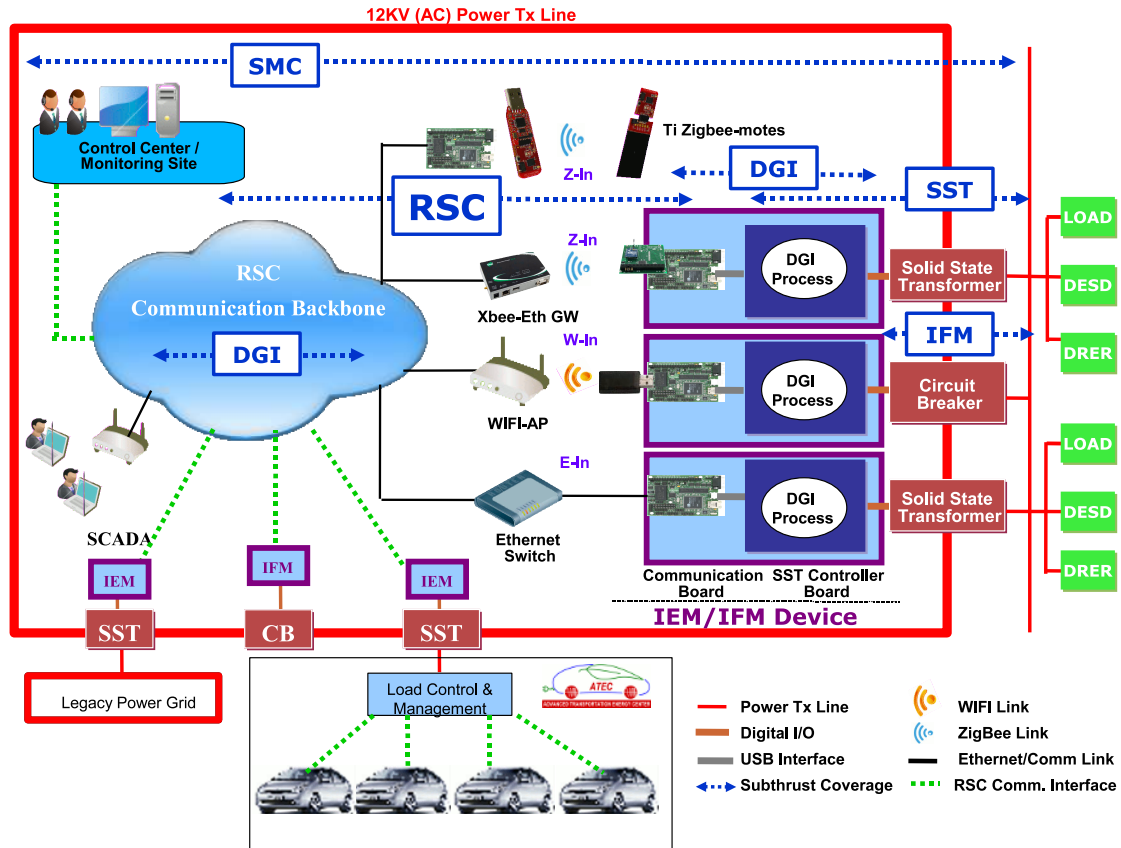 12KV (AC) Power Tx Line
SMC
Control Center /
Monitoring Site
Ti Zigbee-motes
Z-In
DGI
RSC
SST
LOAD
RSC
Communication Backbone
DGI
Z-In
Xbee-Eth GW
DGI
Process
Solid State
Transformer
DESD
W-In
WIFI-AP
DGI
Process
IFM
Circuit
Breaker
DRER
E-In
Ethernet
Switch
DGI
Process
Solid State
Transformer
LOAD
DESD
DRER
Communication
Board
SST Controller
Board
IEM/IFM Device
SCADA
IEM
IFM
IEM
SST
CB
SST
Legacy Power Grid
Load Control &
Management
ATEC
ADVANCED TRANSPORTATION ENERGY CENTER
Power Tx Line
Digital I/O
USB Interface
Subthrust Coverage
WIFI Link
ZigBee Link
Ethernet/Comm Link
RSC Comm. Interface